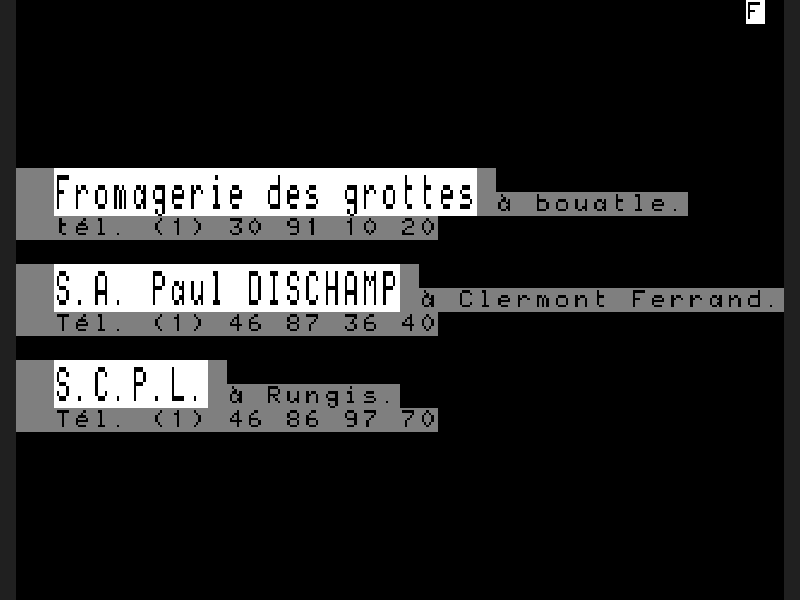 F
Fromagerie des grottes à bouatle.
tél. (1) 30 91 10 20
S.A. Paul DISCHAMP à Clermont Ferrand.
Tél. (1) 46 87 36 40
S.C.P.L. à Rungis.
Tél. (1) 46 86 97 70